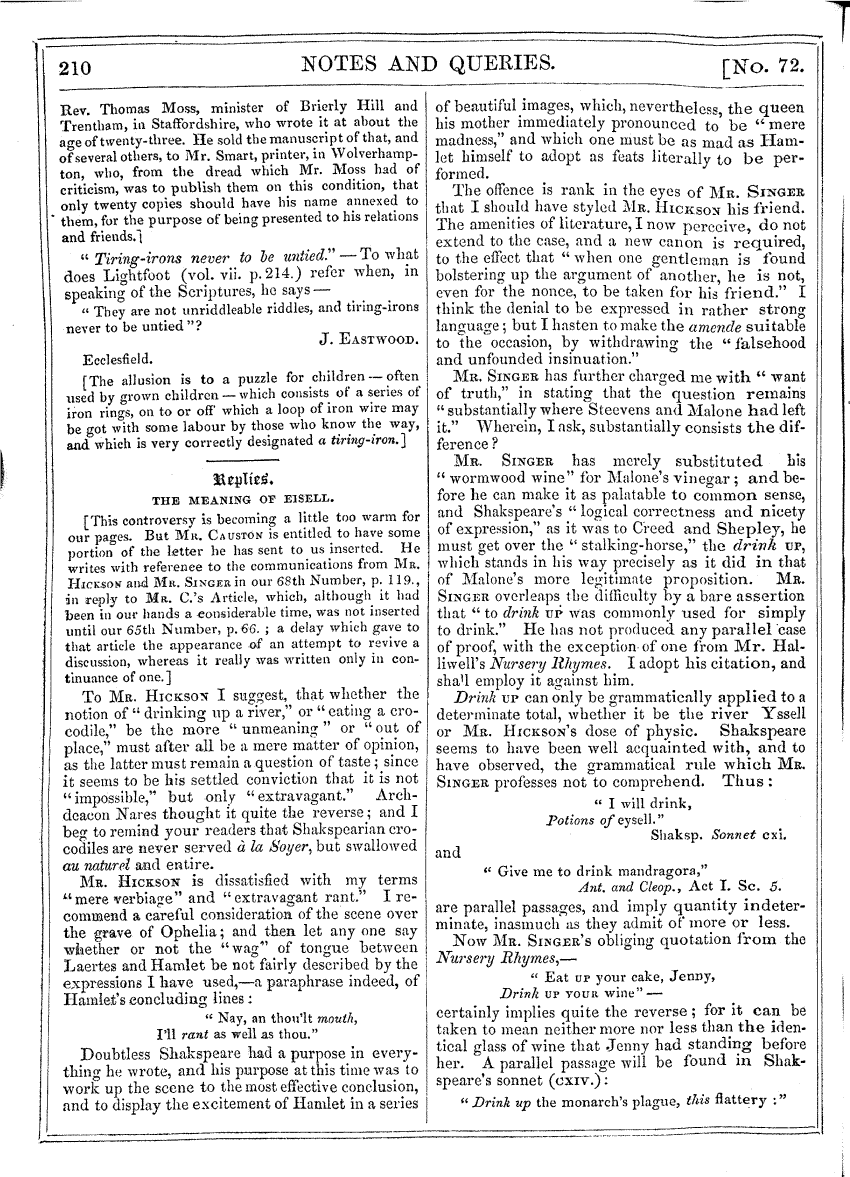 210 NOTES AND QUERIES. [No. 72.
Rev. Thomas Moss, minister of Brierly Hill and
Trentham, in Staffordshire, who wrote it at about the
age of twenty-three. He sold the manuscript of that, and
of several others, to Mr. Smart, printer, in Wolverhamp-
ton, who, from the dread which Mr. Moss had of
criticism, was to publish them on this condition, that
only twenty copies should have his name annexed to
them, for the purpose of being presented to his relations
and friends.]
"Tiring-irons never to be untied."—To what
does Lightfoot (vol. vii. p. 214.) refer when, in
speaking of the Scriptures, he says—
"They are not unriddleable riddles, and tiring-irons
never to be untied"?
J. EASTWOOD.
Ecclesfield.
[The allusion is to a puzzle for children—often
used by grown children—which consists of a series of
iron rings, on to or off which a loop of iron wire may
be got with some labour by those who know the way,
and which is very correctly designated a tiring-iron.]
Replies.
THE MEANING OF EISELL.
[This controversy is becoming a little too warm for
our pages. But MR. CAUSTON is entitled to have some
portion of the letter he has sent to us inserted. He
writes with reference to the communications from MR.
HICKSON and MR. SINGER in our 68th Number, p. 119.,
in reply to MR. C.'s Article, which, although it had
been in our hands a considerable time, was not inserted
until our 65th Number, p. 66. ; a delay which gave to
that article the appearance of an attempt to revive a
discussion, whereas it really was written only in con-
tinuance of one.]
To MR. HICKSON I suggest, that whether the
notion of "drinking up a river," or "eating a cro-
codile," be the more "unmeaning" or "out of
place," must after all be a mere matter of opinion,
as the latter must remain a question of taste; since
it seems to be his settled conviction that it is not
"impossible," but only "extravagant." Arch-
deacon Nares thought it quite the reverse; and I
beg to remind your readers that Shakspearian cro-
codiles are never served à la Soyer, but swallowed
au naturel and entire.
MR. HICKSON is dissatisfied with my terms
"mere verbiage" and "extravagant rant." I re-
commend a careful consideration of the scene over
the grave of Ophelia; and then let any one say
whether or not the "wag" of tongue between
Laertes and Hamlet be not fairly described by the
expressions I have used,—a paraphrase indeed, of
Hamlet's concluding lines:
"Nay, an thou'lt mouth,
I'll rant as well as thou."
Doubtless Shakspeare had a purpose in every-
thing he wrote, and his purpose at this time was to
work up the scene to the most effective conclusion,
and to display the excitement of Hamlet in a series
of beautiful images, which, nevertheless, the queen
his mother immediately pronounced to be "mere
madness," and which one must be as mad as Ham-
let himself to adopt as feats literally to be per-
formed.
The offence is rank in the eyes of MR. SINGER
that I should have styled MR. HICKSON his friend.
The amenities of literature, I now perceive, do not
extend to the case, and a new canon is required,
to the effect that "when one gentleman is found
bolstering up the argument of another, he is not,
even for the nonce, to be taken for his friend." I
think the denial to be expressed in rather strong
language; but I hasten to make the amende suitable
to the occasion, by withdrawing the "falsehood
and unfounded insinuation."
MR. SINGER has further charged me with "want
of truth," in stating that the question remains
"substantially where Steevens and Malone had left
it." Wherein, I ask, substantially consists the dif-
ference?
MR. SINGER has merely substituted his
"wormwood wine" for Malone's vinegar; and be-
fore he can make it as palatable to common sense,
and Shakspeare's "logical correctness and nicety
of expression," as it was to Creed and Shepley, he
must get over the "stalking-horse," the drink UP,
which stands in his way precisely as it did in that
of Malone's more legitimate proposition. MR.
SINGER overleaps the difficulty by a bare assertion
that "to drink UP was commonly used for simply
to drink." He has not produced any parallel case
of proof, with the exception of one from Mr. Hal-
liwell's Nursery Rhymes. I adopt his citation, and
sha'l employ it against him.
Drink UP can only be grammatically applied to a
determinate total, whether it be the river Yssell
or MR. HICKSON's dose of physic. Shakspeare
seems to have been well acquainted with, and to
have observed, the grammatical rule which MR.
SINGER professes not to comprehend. Thus:
"I will drink,
Potions of eysell."
Shaksp. Sonnet cxi.
and
"Give me to drink mandragora,"
Ant. and Cleop., Act I. Sc. 5.
are parallel passages, and imply quantity indeter-
minate, inasmuch as they admit of more or less.
Now MR. SINGER's obliging quotation from the
Nursery Rhymes,—
"Eat UP your cake, Jenny,
Drink UP YOUR wine"—
certainly implies quite the reverse; for it can be
taken to mean neither more nor less than the iden-
tical glass of wine that Jenny had standing before
her. A parallel passage will be found in Shak-
speare's sonnet (CXIV.):
"Drink up the monarch's plague, this flattery:"